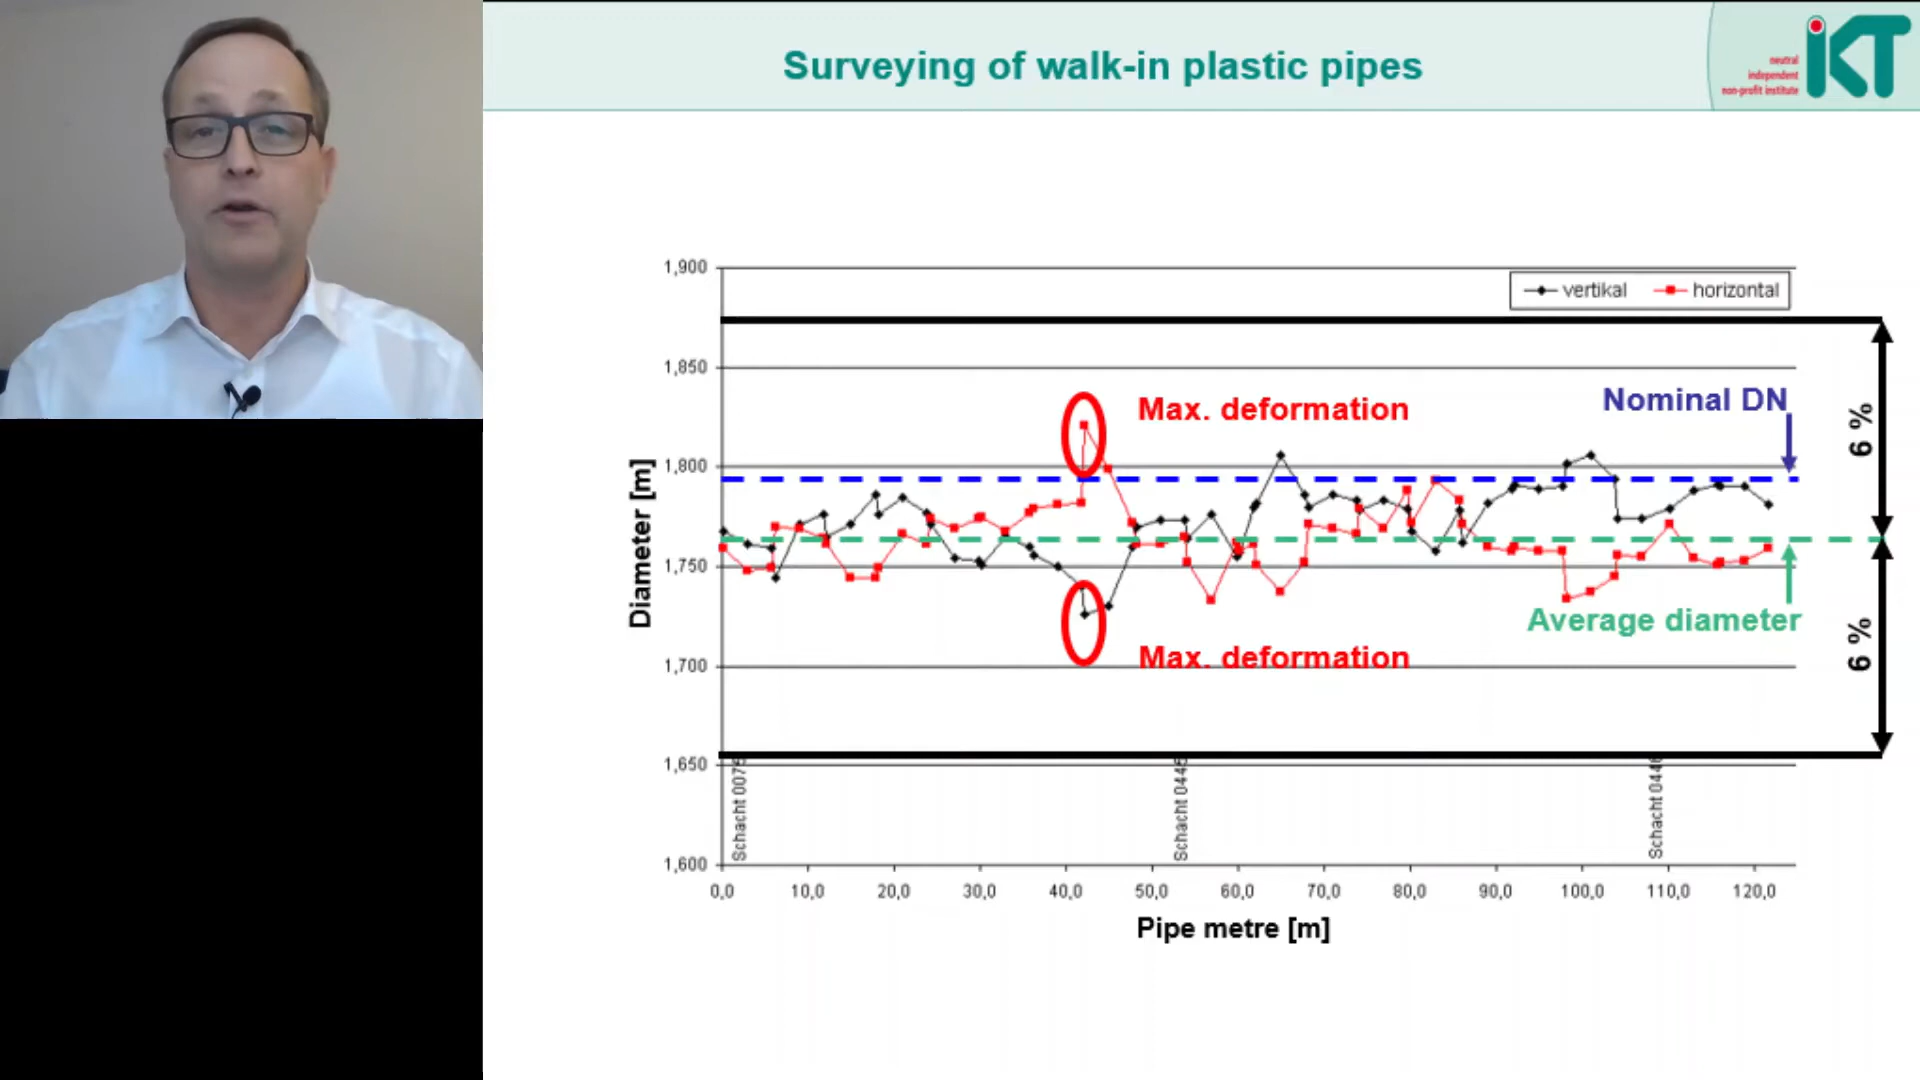 Surveying of walk-in plastic pipes
neutral
independent
non-profit institute
iKT
vertikal
horizontal
1,900
1,850
1,800
1,750
1,700
1,650
1,600
Diameter [m]
Max. deformation
Max. deformation
Nominal DN
Average diameter
6 %
6 %
Schacht 0075
Schacht 0445
Schacht 0446
0,0
10,0
20,0
30,0
40,0
50,0
60,0
70,0
80,0
90,0
100,0
110,0
120,0
Pipe metre [m]